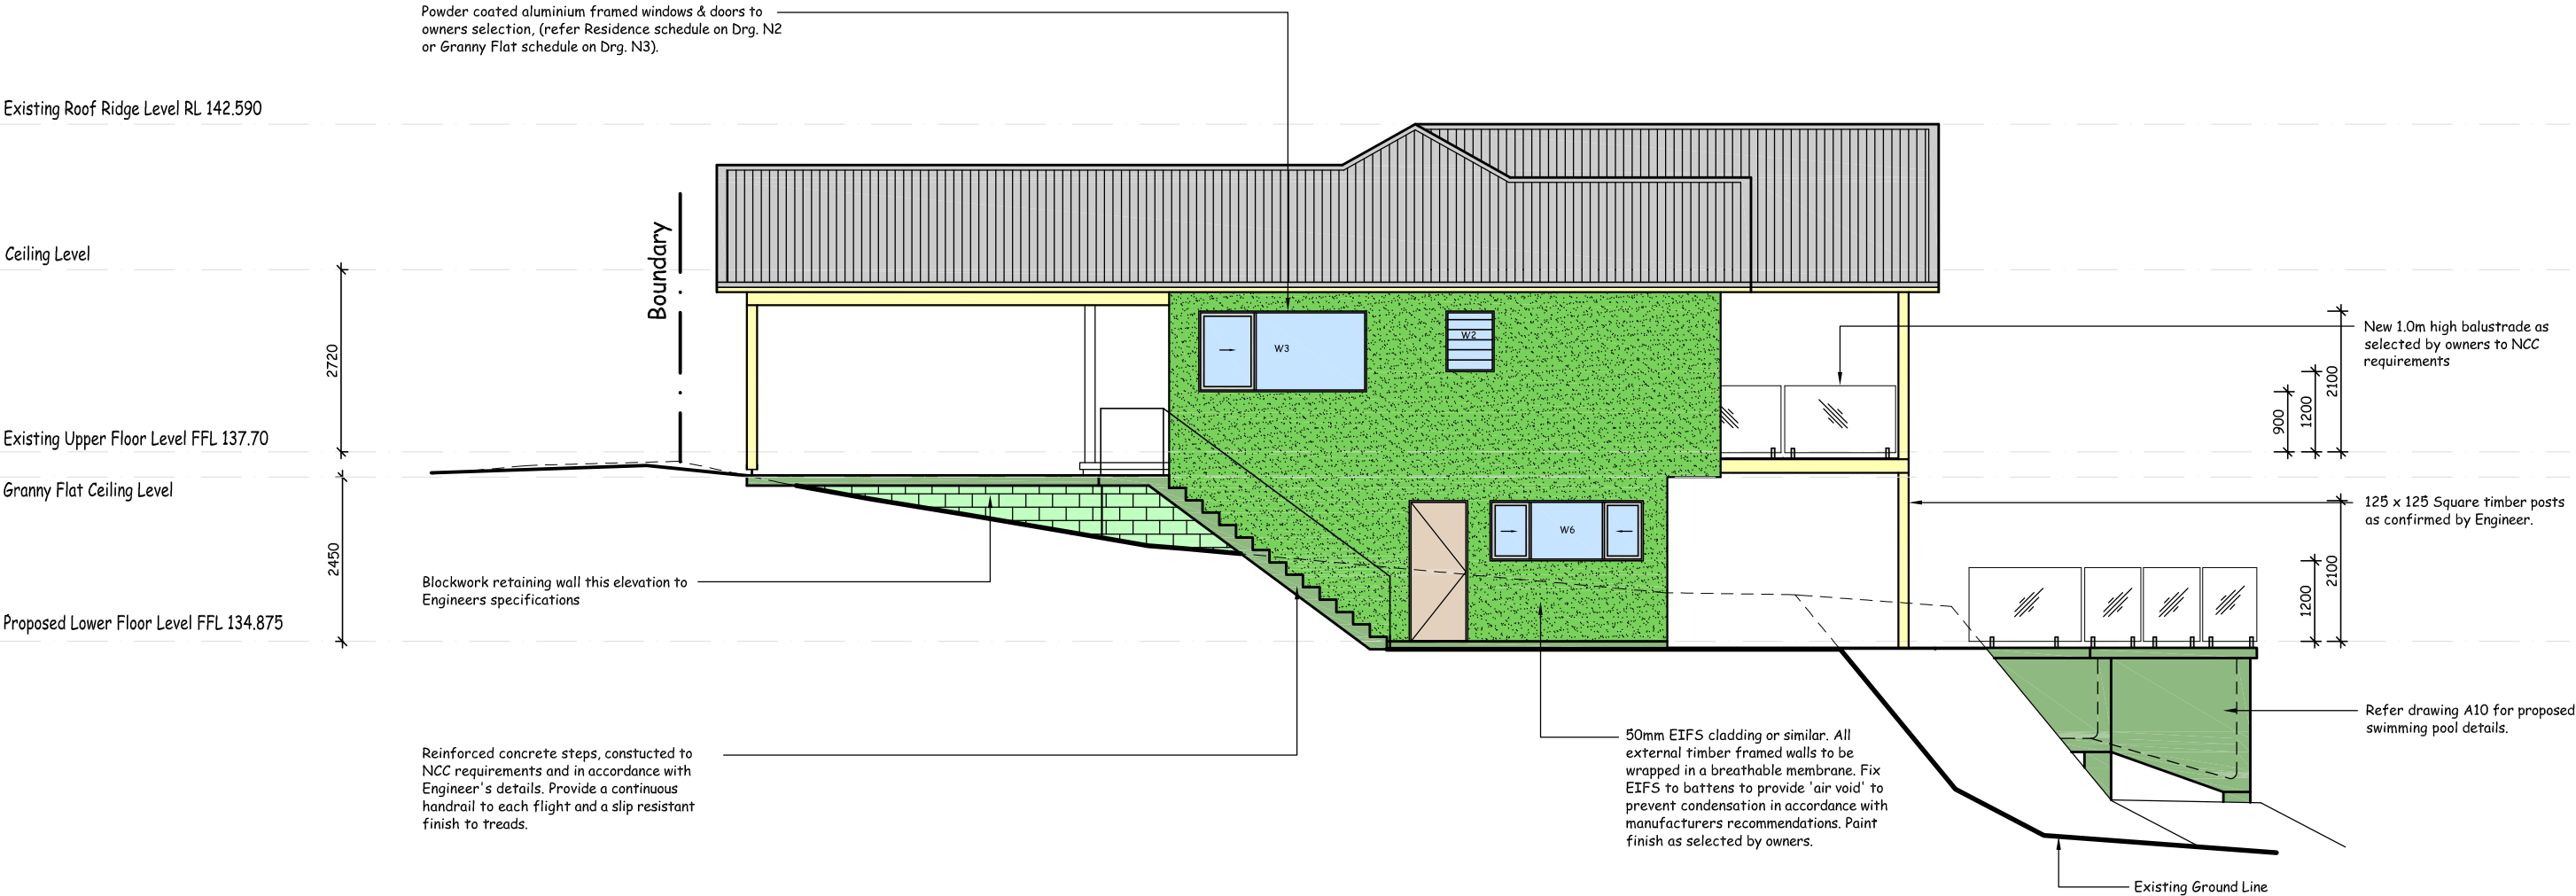 Powder coated aluminium framed windows & doors to
owners selection, (refer Residence schedule on Drg. N2
or Granny Flat schedule on Drg. N3).
Existing Roof Ridge Level RL 142.590
Boundary
Ceiling Level
2720
W3
W2
New 1.0m high balustrade as
selected by owners to NCC
requirements
900
1200
2100
Existing Upper Floor Level FFL 137.70
Granny Flat Ceiling Level
125 x 125 Square timber posts
as confirmed by Engineer.
2450
W6
Blockwork retaining wall this elevation to
Engineers specifications
1200
2100
Proposed Lower Floor Level FFL 134.875
Refer drawing A10 for proposed
swimming pool details.
Reinforced concrete steps, constucted to
NCC requirements and in accordance with
Engineer's details. Provide a continuous
handrail to each flight and a slip resistant
finish to treads.
50mm EIFS cladding or similar. All
external timber framed walls to be
wrapped in a breathable membrane. Fix
EIFS to battens to provide 'air void' to
prevent condensation in accordance with
manufacturers recommendations. Paint
finish as selected by owners.
Existing Ground Line